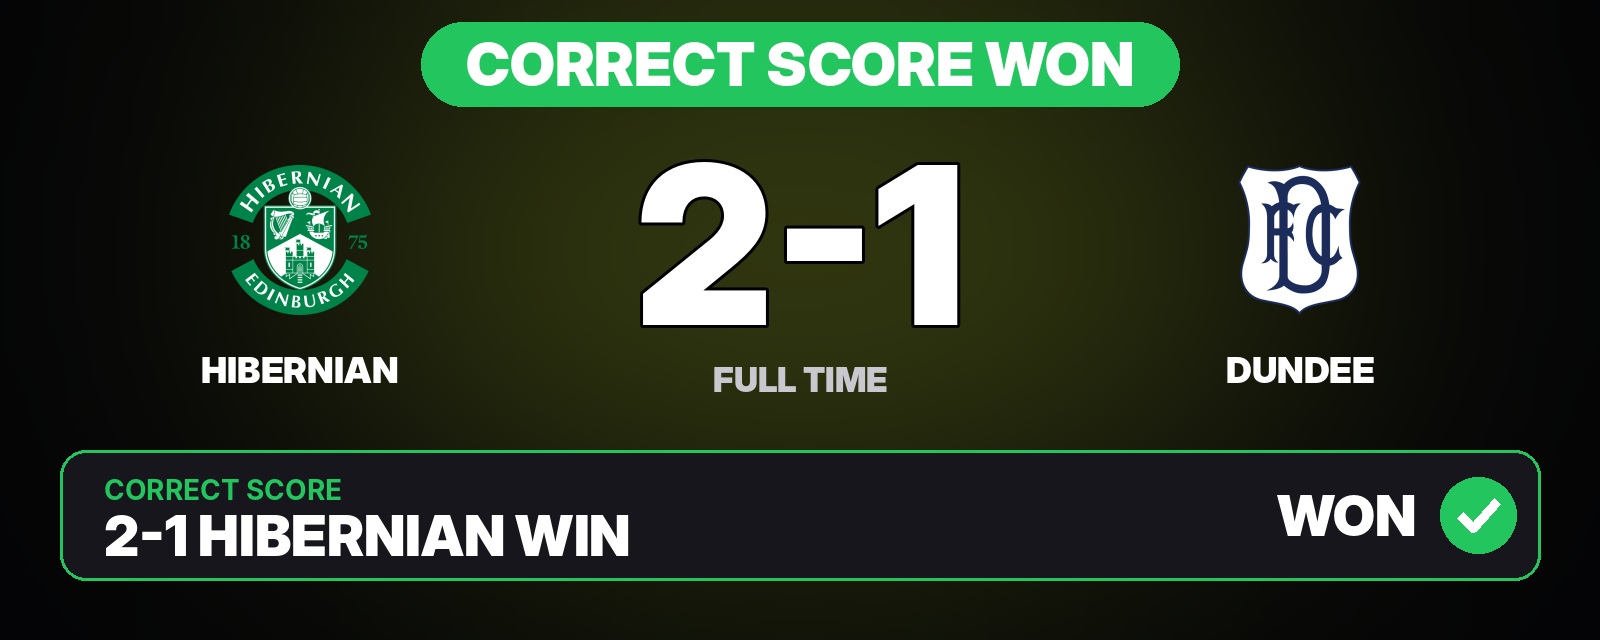 CORRECT SCORE WON
HIBERNIAN
18 75
EDINBURGH
2-1
FC
HIBERNIAN
FULL TIME
DUNDEE
CORRECT SCORE
2-1 HIBERNIAN WIN
WON